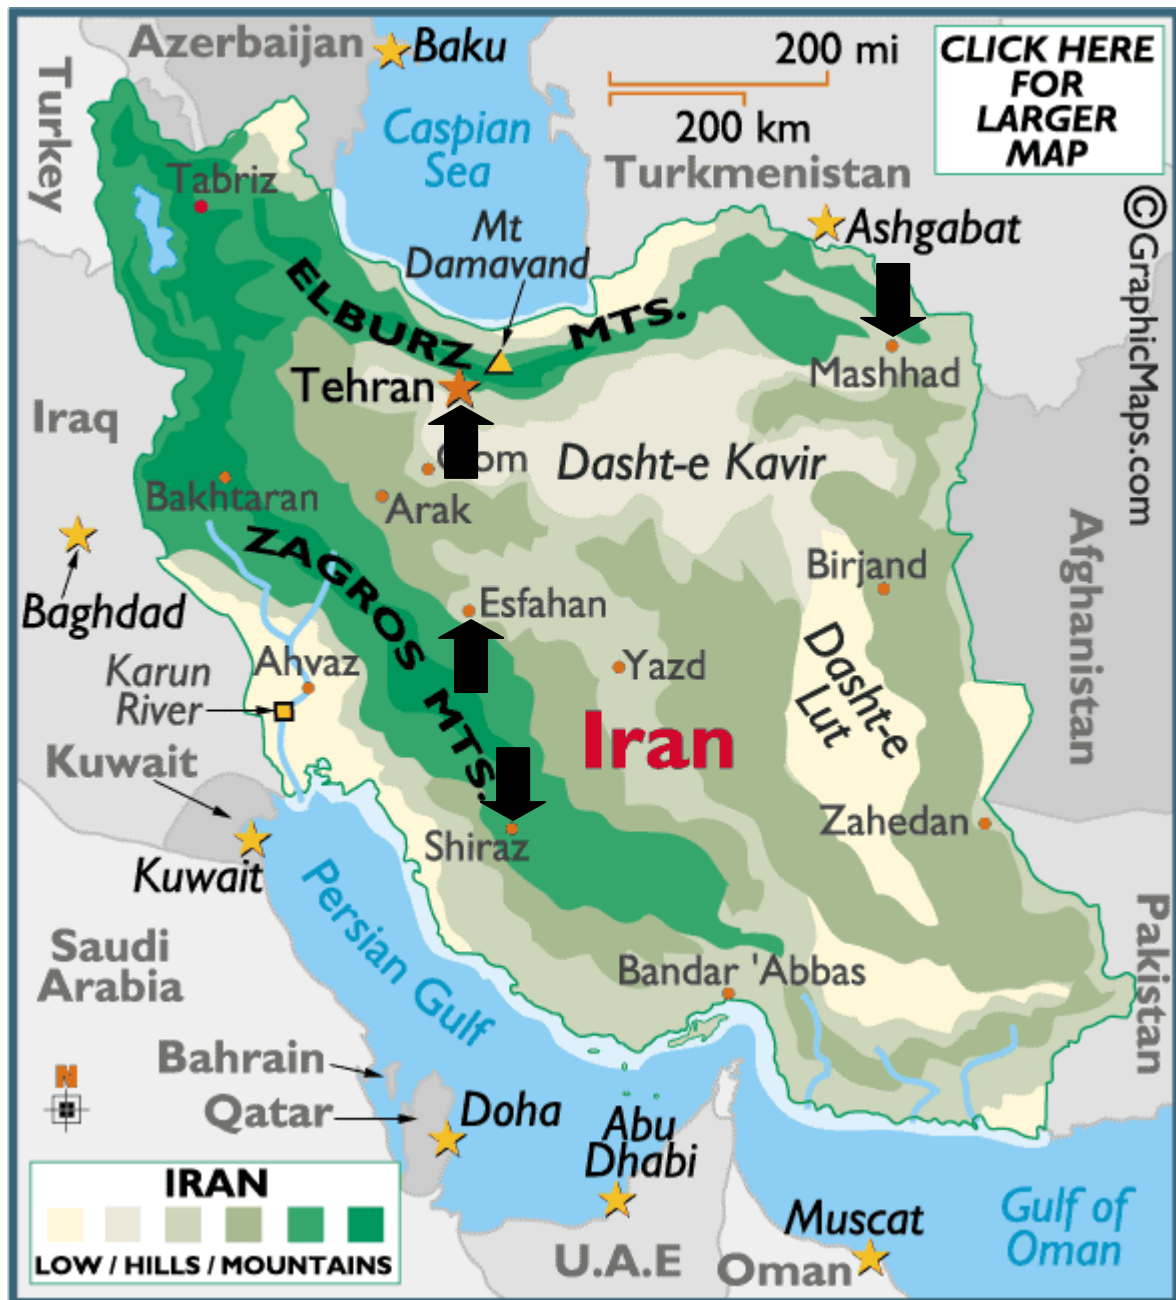 Azerbaijan
Baku
200 mi
200 km
CLICK HERE
FOR
LARGER
MAP
Turkey
Caspian
Sea
Turkmenistan
©GraphicMaps.com
Tabriz
Mt
Damavand
Ashgabat
ELBURZ MTS.
Tehran
Mashhad
Iraq
Dasht-e Kavir
Bakhtaran
Arak
ZAGROS MTS.
Baghdad
Esfahan
Birjand
Afghanistan
Karun
River
Ahvaz
Yazd
Dasht-e
Lut
Iran
Kuwait
Kuwait
Shiraz
Zahedan
Persian Gulf
Saudi
Arabia
Bandar 'Abbas
Pakistan
Bahrain
Qatar
Doha
Abu
Dhabi
N
IRAN
LOW / HILLS / MOUNTAINS
U.A.E
Muscat
Oman
Gulf of
Oman